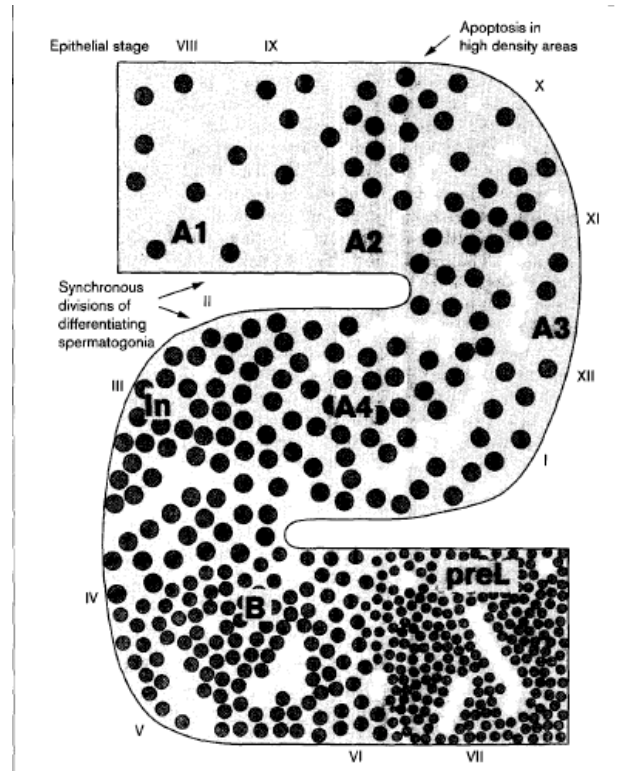 Epithelial stage VIII IX
Apoptosis in
high density areas
X
A1
A2
XI
Synchronous
divisions of
differentiating
spermatogonia
II
A3
III
In
A4
XII
I
preL
IV
B
V
VI
VII